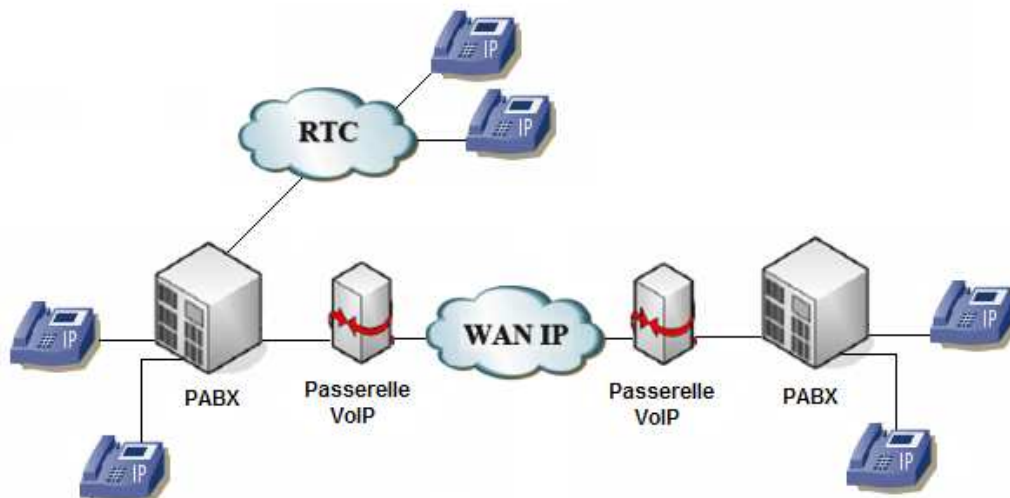 IP
RTC
IP
IP
WAN IP
IP
PABX
Passerelle
VoIP
Passerelle
VoIP
PABX
IP
IP